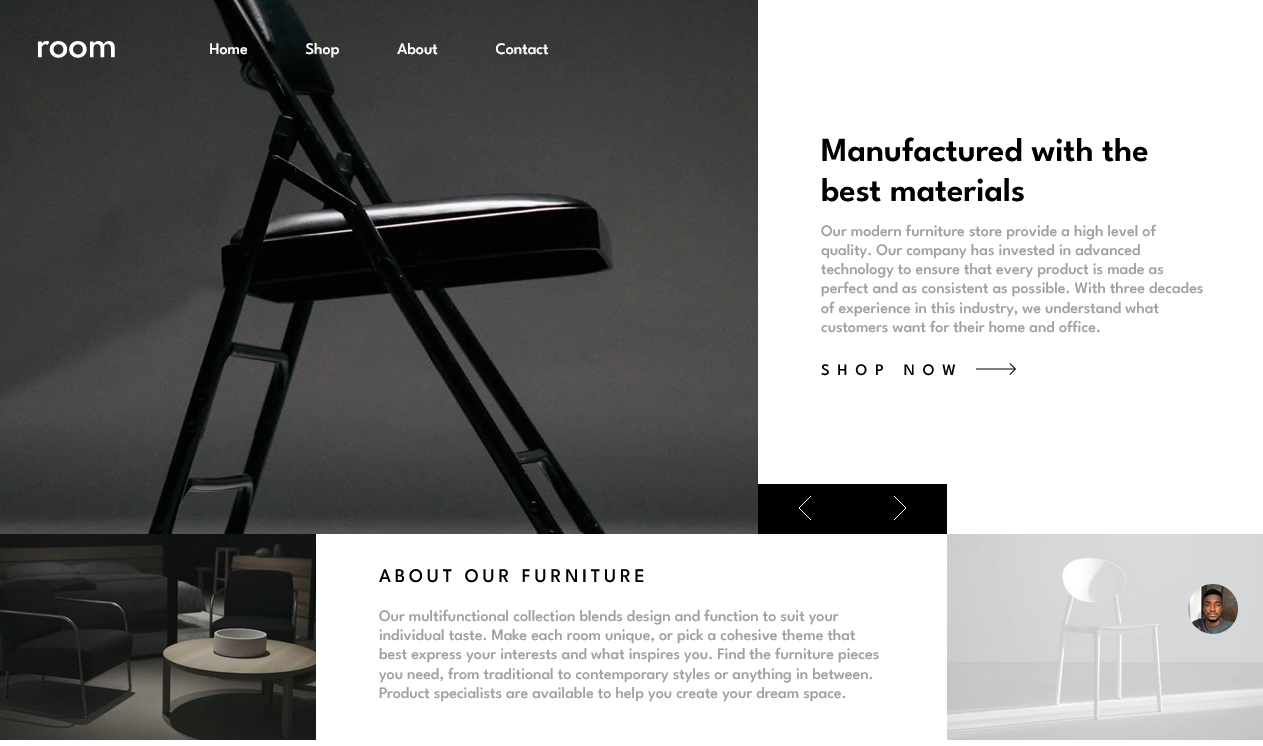 room
Home
Shop
About
Contact
Manufactured with the
best materials
Our modern furniture store provide a high level of
quality. Our company has invested in advanced
technology to ensure that every product is made as
perfect and as consistent as possible. With three decades
of experience in this industry, we understand what
customers want for their home and office.
SHOP NOW
ABOUT OUR FURNITURE
Our multifunctional collection blends design and function to suit your
individual taste. Make each room unique, or pick a cohesive theme that
best express your interests and what inspires you. Find the furniture pieces
you need, from traditional to contemporary styles or anything in between.
Product specialists are available to help you create your dream space.